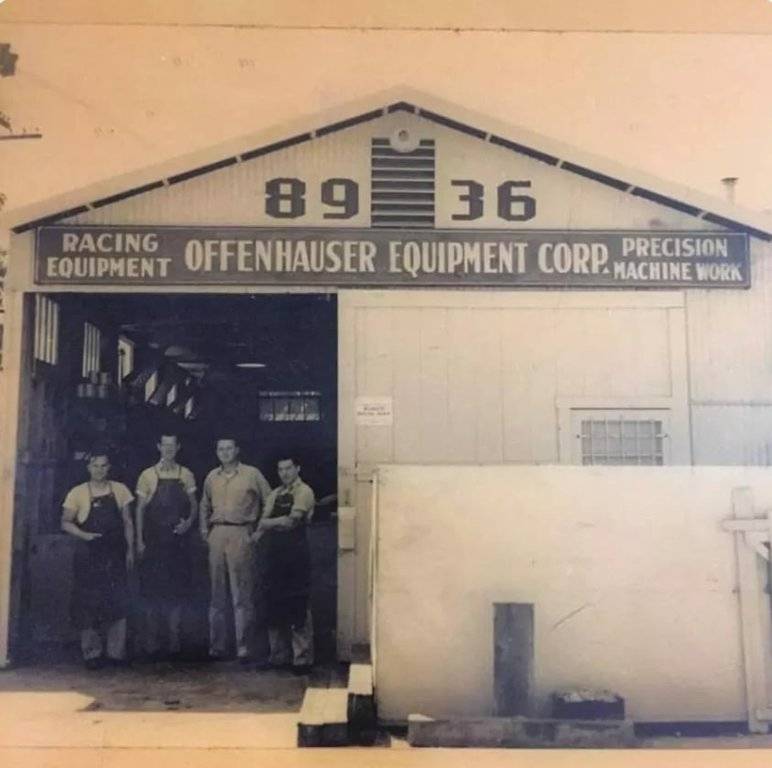 89 36
RACING
EQUIPMENT
OFFENHAUSER EQUIPMENT CORP.
PRECISION
MACHINE WORK